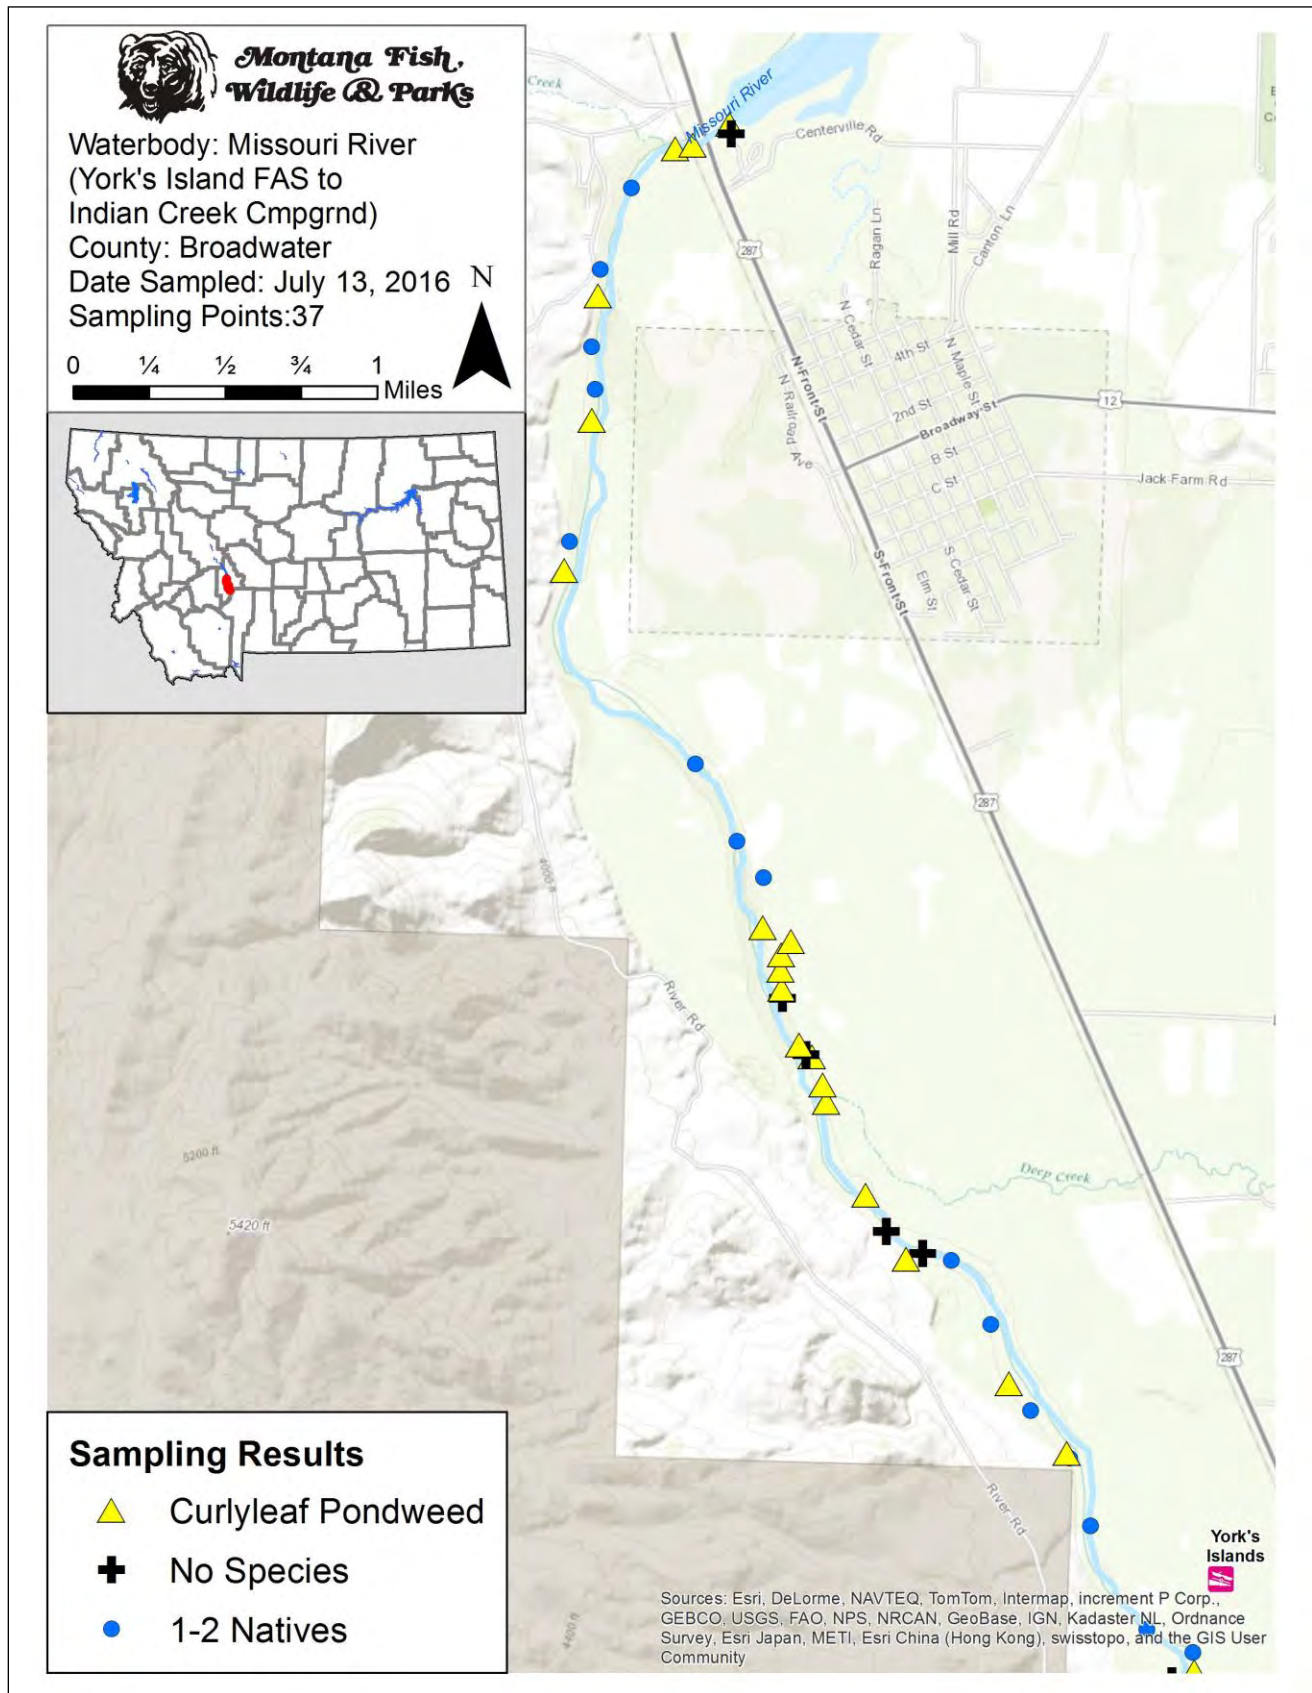 Montana Fish,
Wildlife & Parks
Waterbody: Missouri River
(York's Island FAS to
Indian Creek Cmpgrnd)
County: Broadwater
Date Sampled: July 13, 2016
N
Sampling Points:37
0 ¼ ½ ¾ 1
Miles
Creek
Missouri River
Centerville Rd
287
Ragan Ln
Mill Rd
Canton Ln
N Cedar St
4th St
N Maple St
N Front St
N Railroad Ave
2nd St
Broadway St
12
B St
C St
Jack Farm Rd
S Front St
Elm St
S Cedar St
287
4000 ft
River Rd
5200 ft
Deep Creek
5420 ft
287
River Rd
4400 ft
York's
Islands
Sampling Results
Curlyleaf Pondweed
No Species
1-2 Natives
Sources: Esri, DeLorme, NAVTEQ, TomTom, Intermap, increment P Corp.,
GEBCO, USGS, FAO, NPS, NRCAN, GeoBase, IGN, Kadaster NL, Ordnance
Survey, Esri Japan, METI, Esri China (Hong Kong), swisstopo, and the GIS User
Community